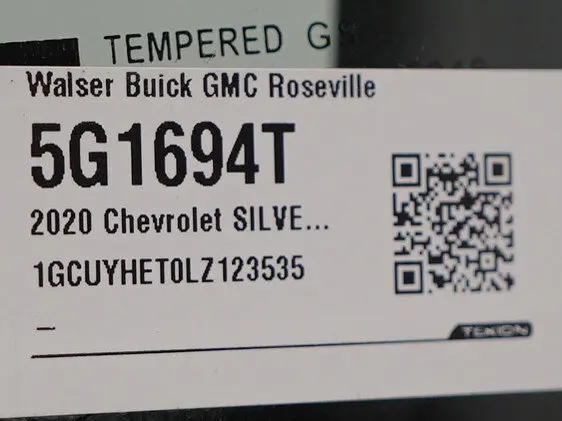 TEMPERED G
Walser Buick GMC Roseville
5G1694T
2020 Chevrolet SILVE...
1GCUYHET0LZ123535
–
TEKION